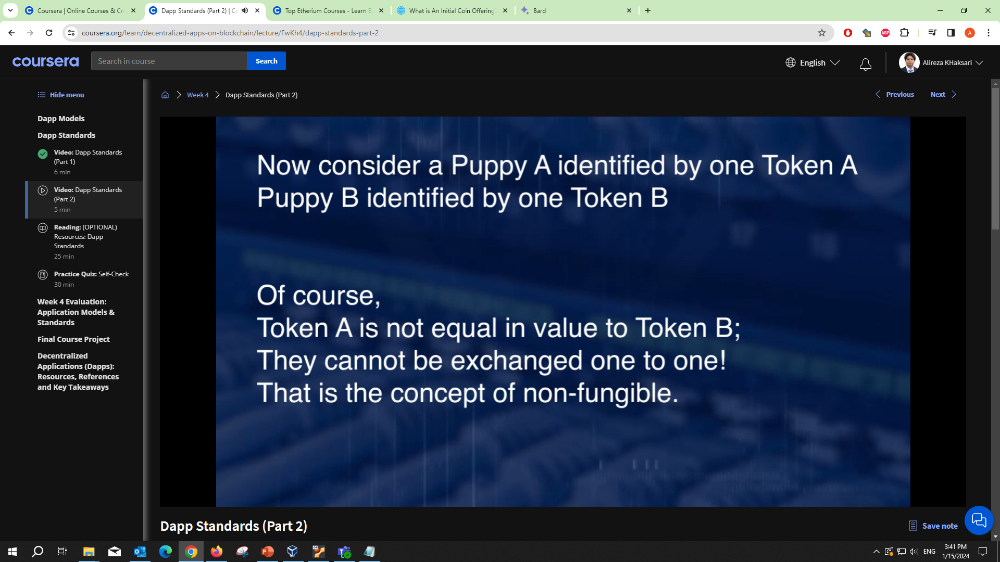 Coursera | Online Courses & Cr
Dapp Standards (Part 2) | Co
Top Etherium Courses - Learn Et
What is An Initial Coin Offering
Bard
coursera.org/learn/decentralized-apps-on-blockchain/lecture/FwKh4/dapp-standards-part-2
ABP
A
coursera
Search in course
Search
English
Alireza KHaksari
Hide menu
Week 4
Dapp Standards (Part 2)
Previous
Next
Dapp Models
Dapp Standards
Video: Dapp Standards
(Part 1)
6 min
Video: Dapp Standards
(Part 2)
5 min
Reading: (OPTIONAL)
Resources: Dapp
Standards
25 min
Practice Quiz: Self-Check
30 min
Week 4 Evaluation:
Application Models &
Standards
Final Course Project
Decentralized
Applications (Dapps):
Resources, References
and Key Takeaways
Now consider a Puppy A identified by one Token A
Puppy B identified by one Token B
Of course,
Token A is not equal in value to Token B;
They cannot be exchanged one to one!
That is the concept of non-fungible.
Dapp Standards (Part 2)
Save note
ENG
3:41 PM
1/15/2024